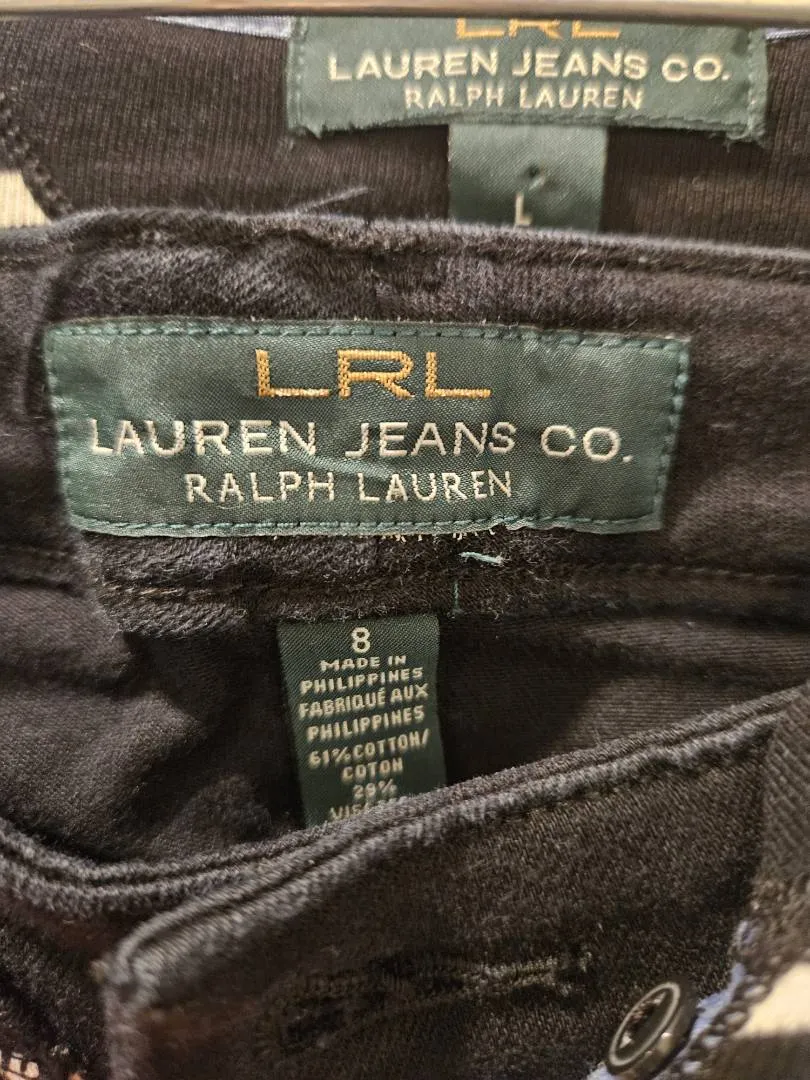 LRL
LAUREN JEANS CO.
RALPH LAUREN
L
LRL
LAUREN JEANS CO.
RALPH LAUREN
8
MADE IN
PHILIPPINES
FABRIQUÉ AUX
PHILIPPINES
61%COTTON/
COTON
29%